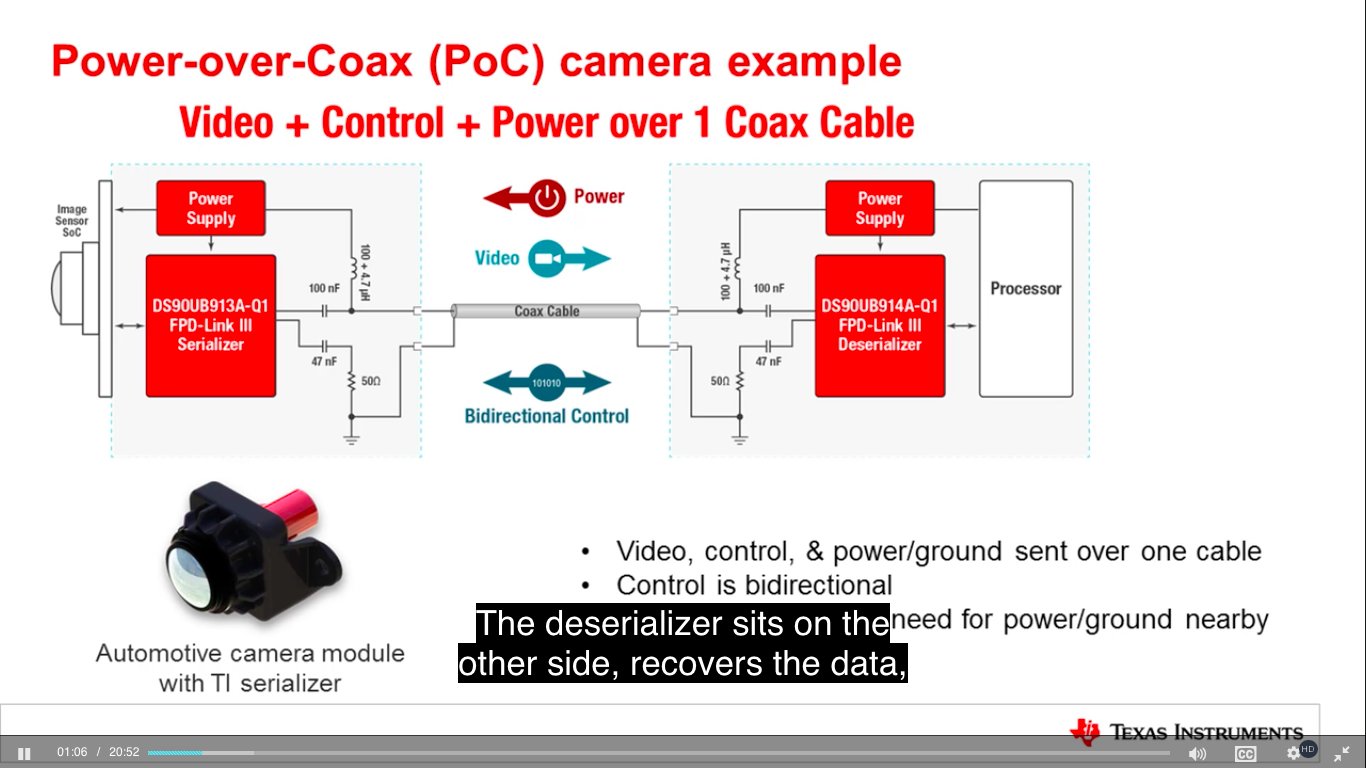 Power-over-Coax (PoC) camera example
Video + Control + Power over 1 Coax Cable
Image
Sensor
SoC
Power
Supply
DS90UB913A-Q1
FPD-Link III
Serializer
100 + 4.7 µH
100 nF
47 nF
50Ω
Power
Video
Coax Cable
101010
Bidirectional Control
100 + 4.7 µH
100 nF
47 nF
50Ω
Power
Supply
DS90UB914A-Q1
FPD-Link III
Deserializer
Processor
Automotive camera module
with TI serializer
• Video, control, & power/ground sent over one cable
• Control is bidirectional
need for power/ground nearby
The deserializer sits on the
other side, recovers the data,
TEXAS INSTRUMENTS
01:06 / 20:52
CC
HD